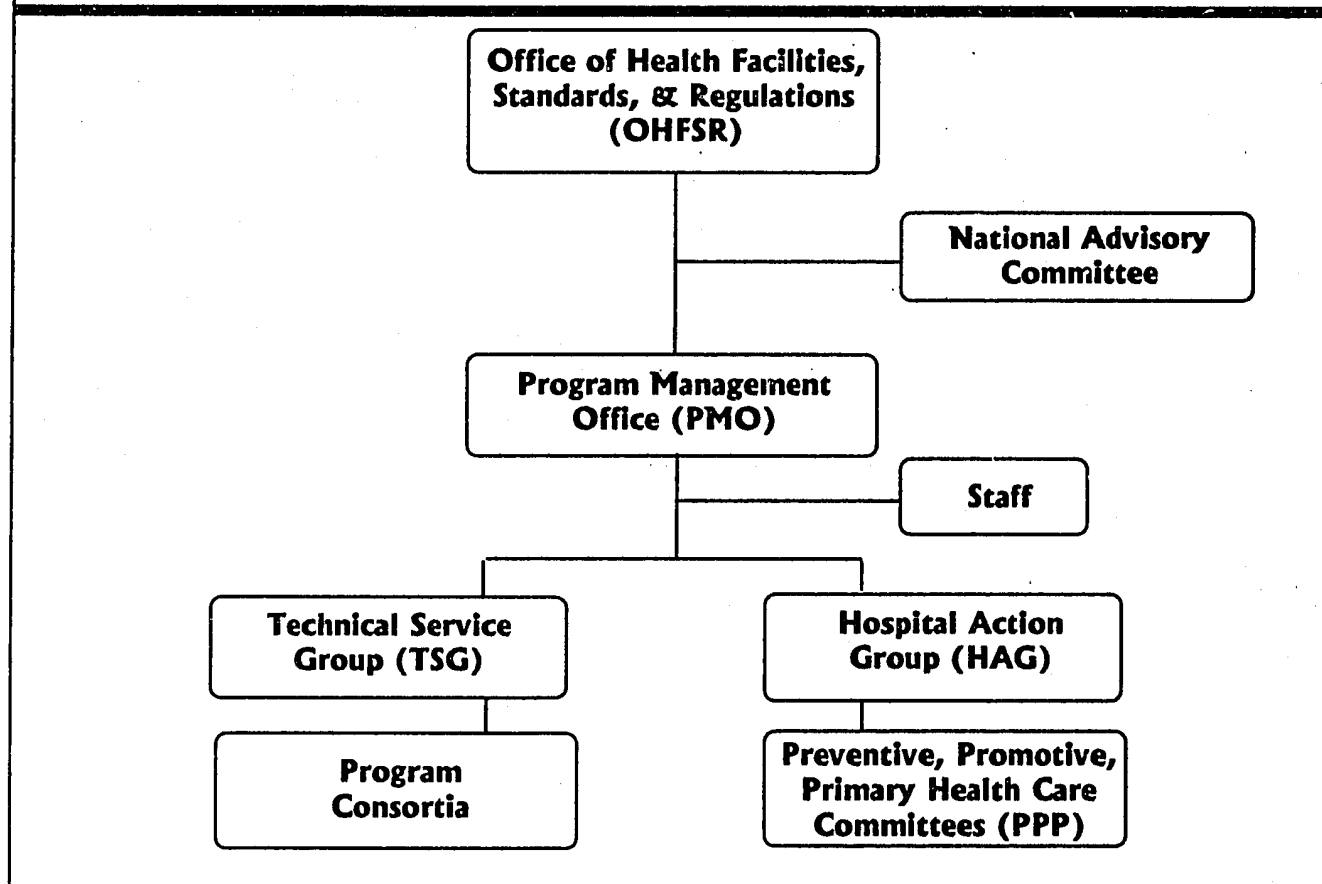 Office of Health Facilities,
Standards, & Regulations
(OHFSR)
National Advisory
Committee
Program Management
Office (PMO)
Staff
Technical Service
Group (TSG)
Hospital Action
Group (HAG)
Program
Consortia
Preventive, Promotive,
Primary Health Care
Committees (PPP)